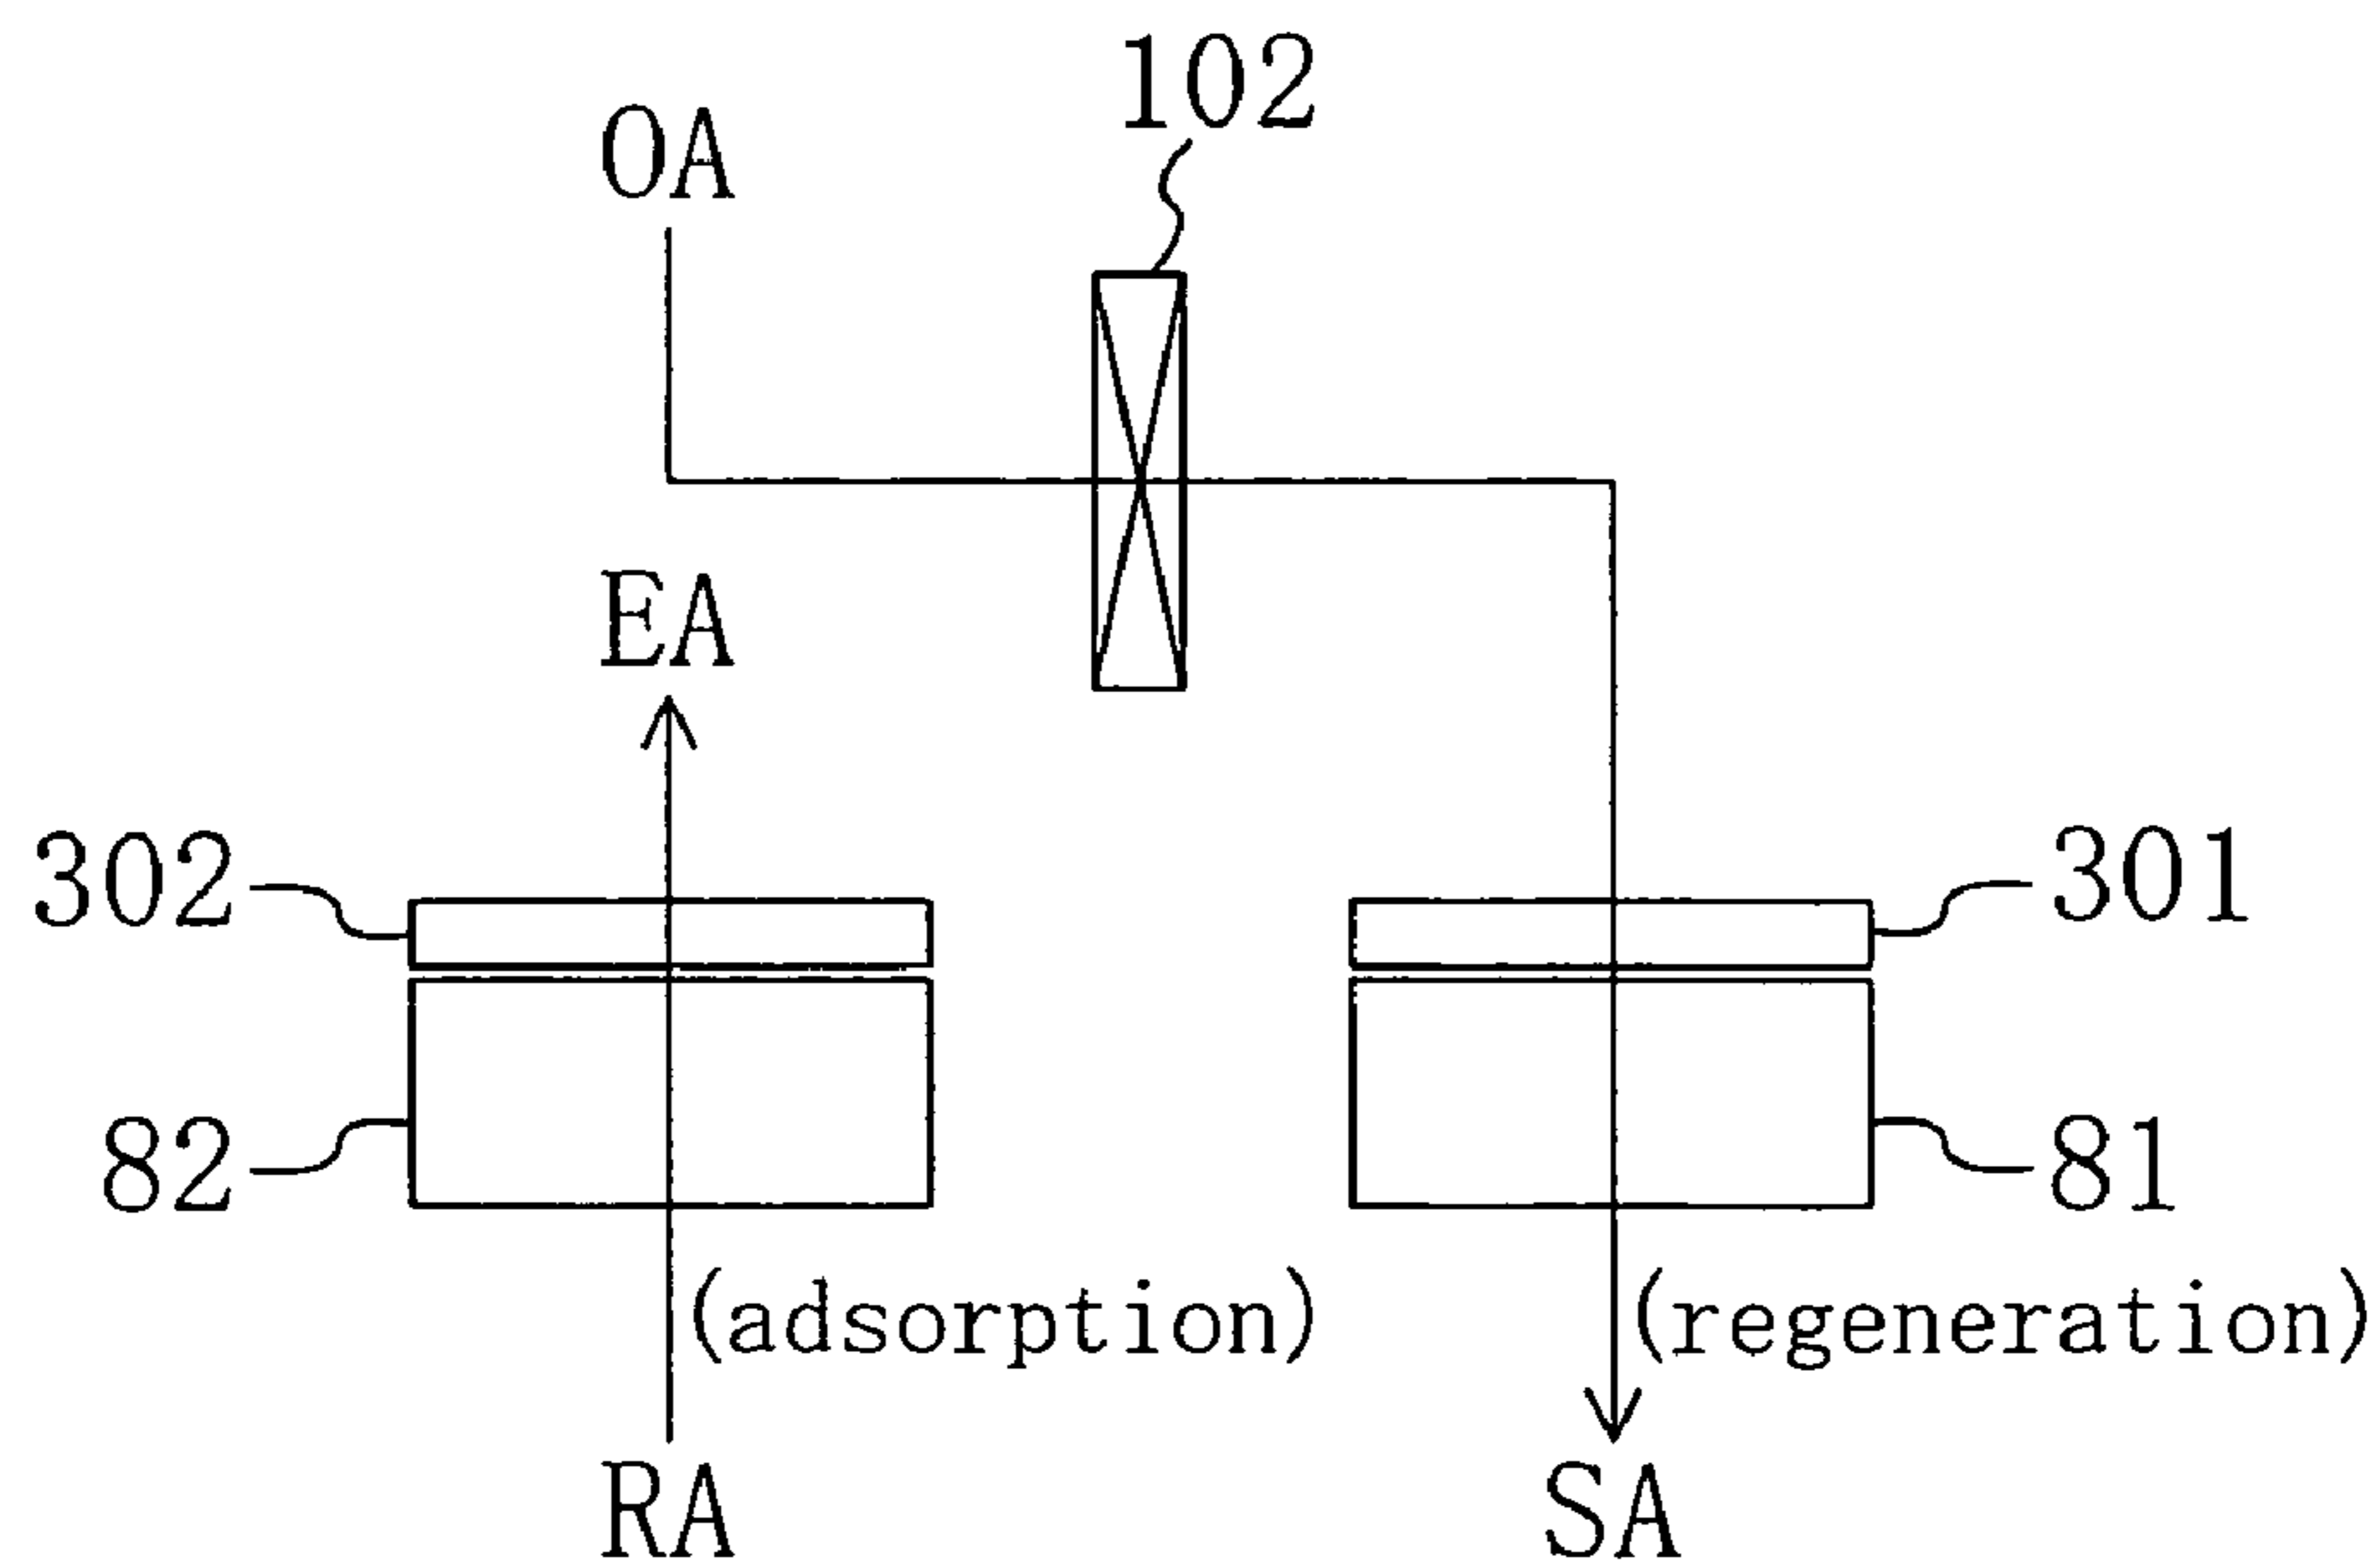 102
OA
EA
302
301
82
81
(adsorption)
(regeneration)
RA
SA